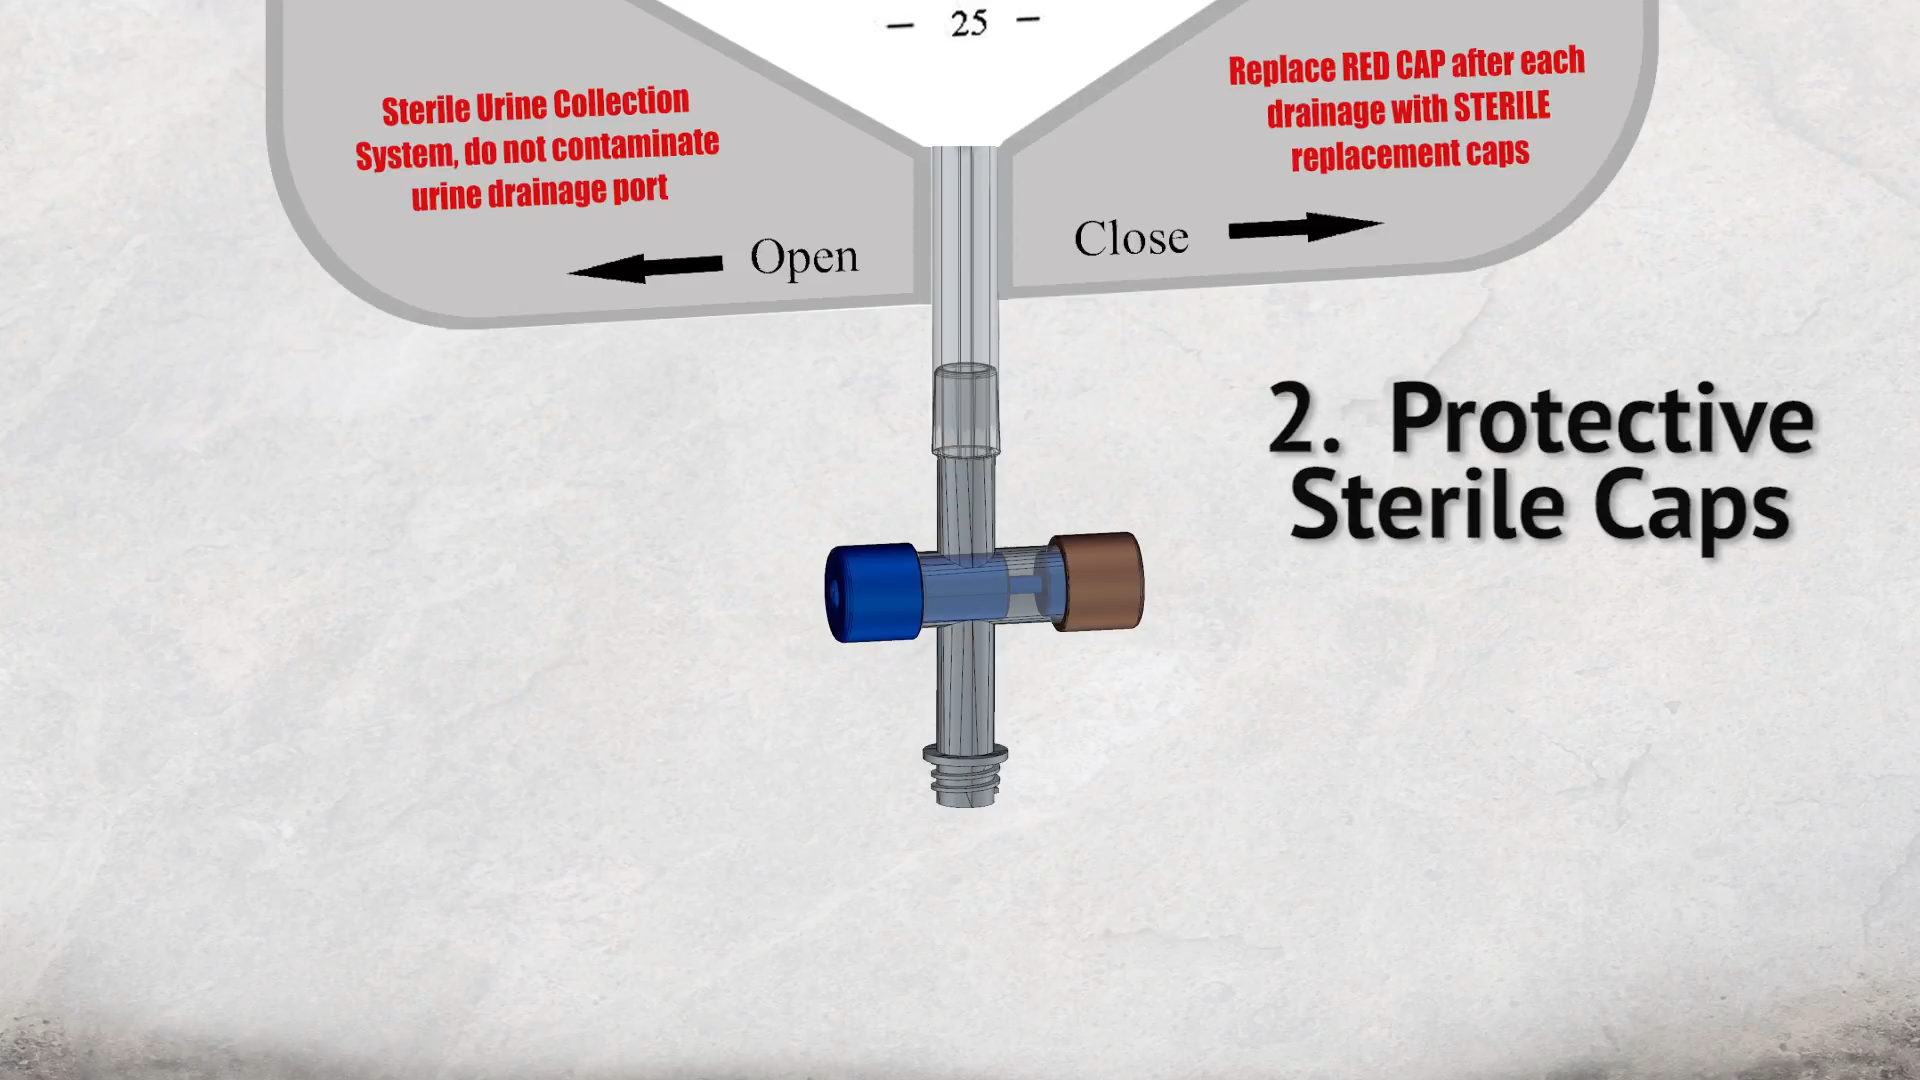 — 25 —
Sterile Urine Collection
System, do not contaminate
urine drainage port
Replace RED CAP after each
drainage with STERILE
replacement caps
Open
Close
2. Protective
Sterile Caps